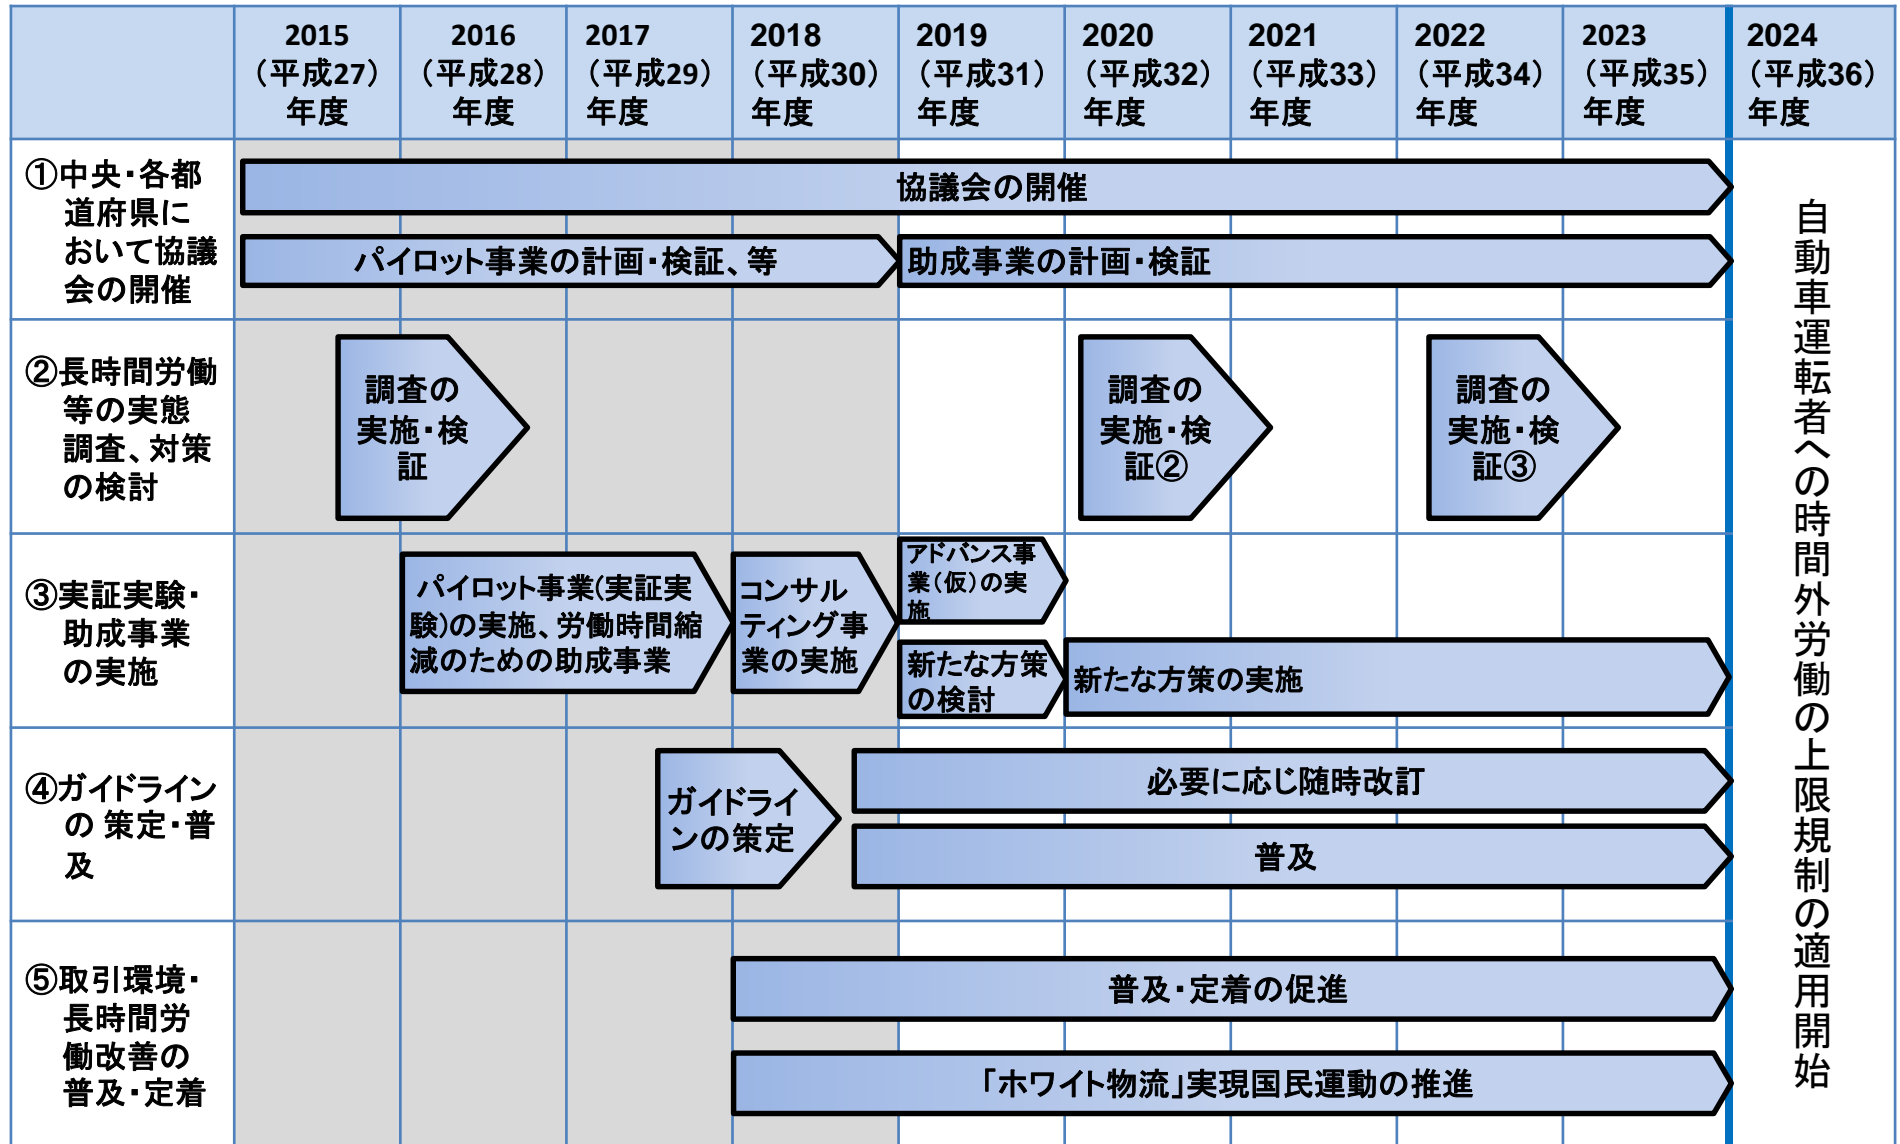 2015
（平成27）
年度
2016
（平成28）
年度
2017
（平成29）
年度
2018
（平成30）
年度
2019
（平成31）
年度
2020
（平成32）
年度
2021
（平成33）
年度
2022
（平成34）
年度
2023
（平成35）
年度
2024
（平成36）
年度
①中央・各都
道府県に
おいて協議
会の開催
協議会の開催
パイロット事業の計画・検証、等
助成事業の計画・検証
②長時間労働
等の実態
調査、対策
の検討
調査の
実施・検
証
調査の
実施・検
証②
調査の
実施・検
証③
③実証実験・
助成事業
の実施
パイロット事業(実証実
験)の実施、労働時間縮
減のための助成事業
コンサル
ティング事
業の実施
アドバンス事
業（仮）の実
施
新たな方策
の検討
新たな方策の実施
④ガイドライン
の 策定・普
及
ガイドライ
ンの策定
必要に応じ随時改訂
普及
⑤取引環境・
長時間労
働改善の
普及・定着
普及・定着の促進
「ホワイト物流」実現国民運動の推進
自動車運転者への時間外労働の上限規制の適用開始